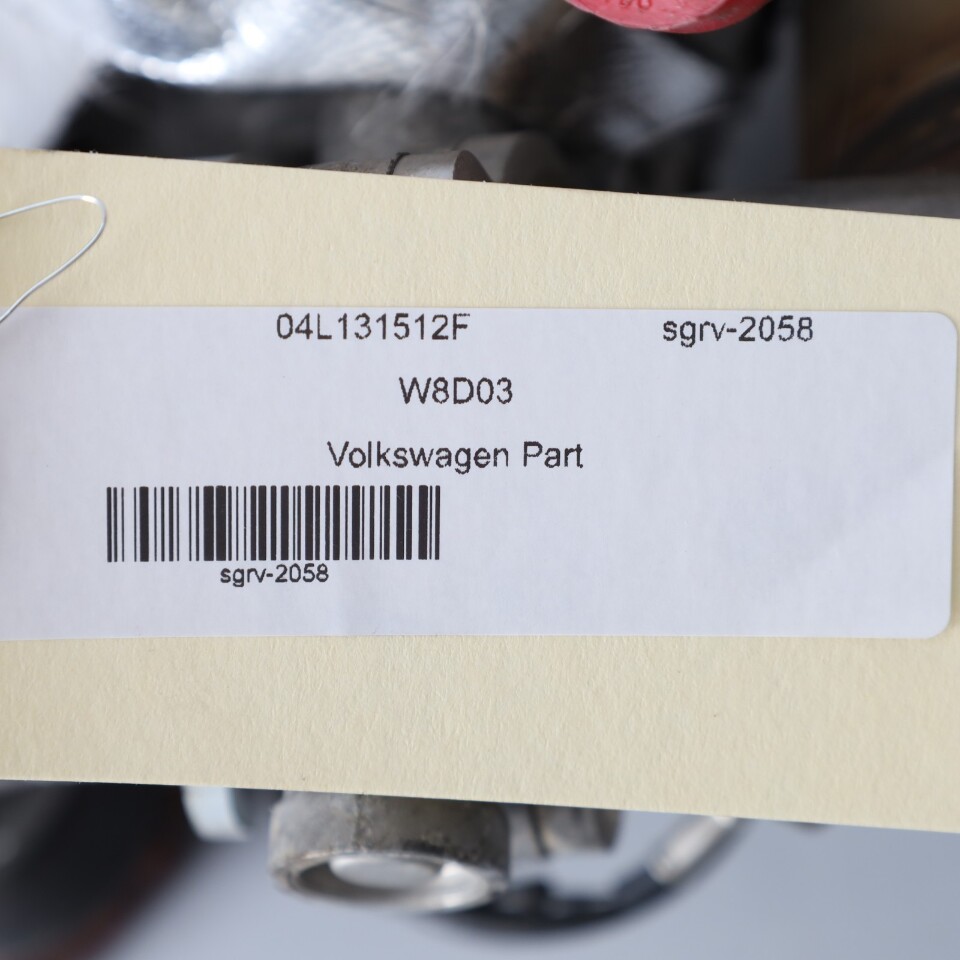 04L131512F sgrv-2058
W8D03
Volkswagen Part
sgrv-2058